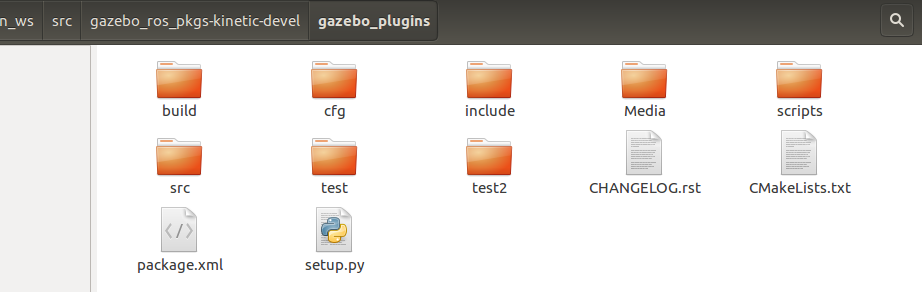 n_ws src gazebo_ros_pkgs-kinetic-devel gazebo_plugins
build cfg include Media scripts
src test test2 CHANGELOG.rst CMakeLists.txt
package.xml setup.py